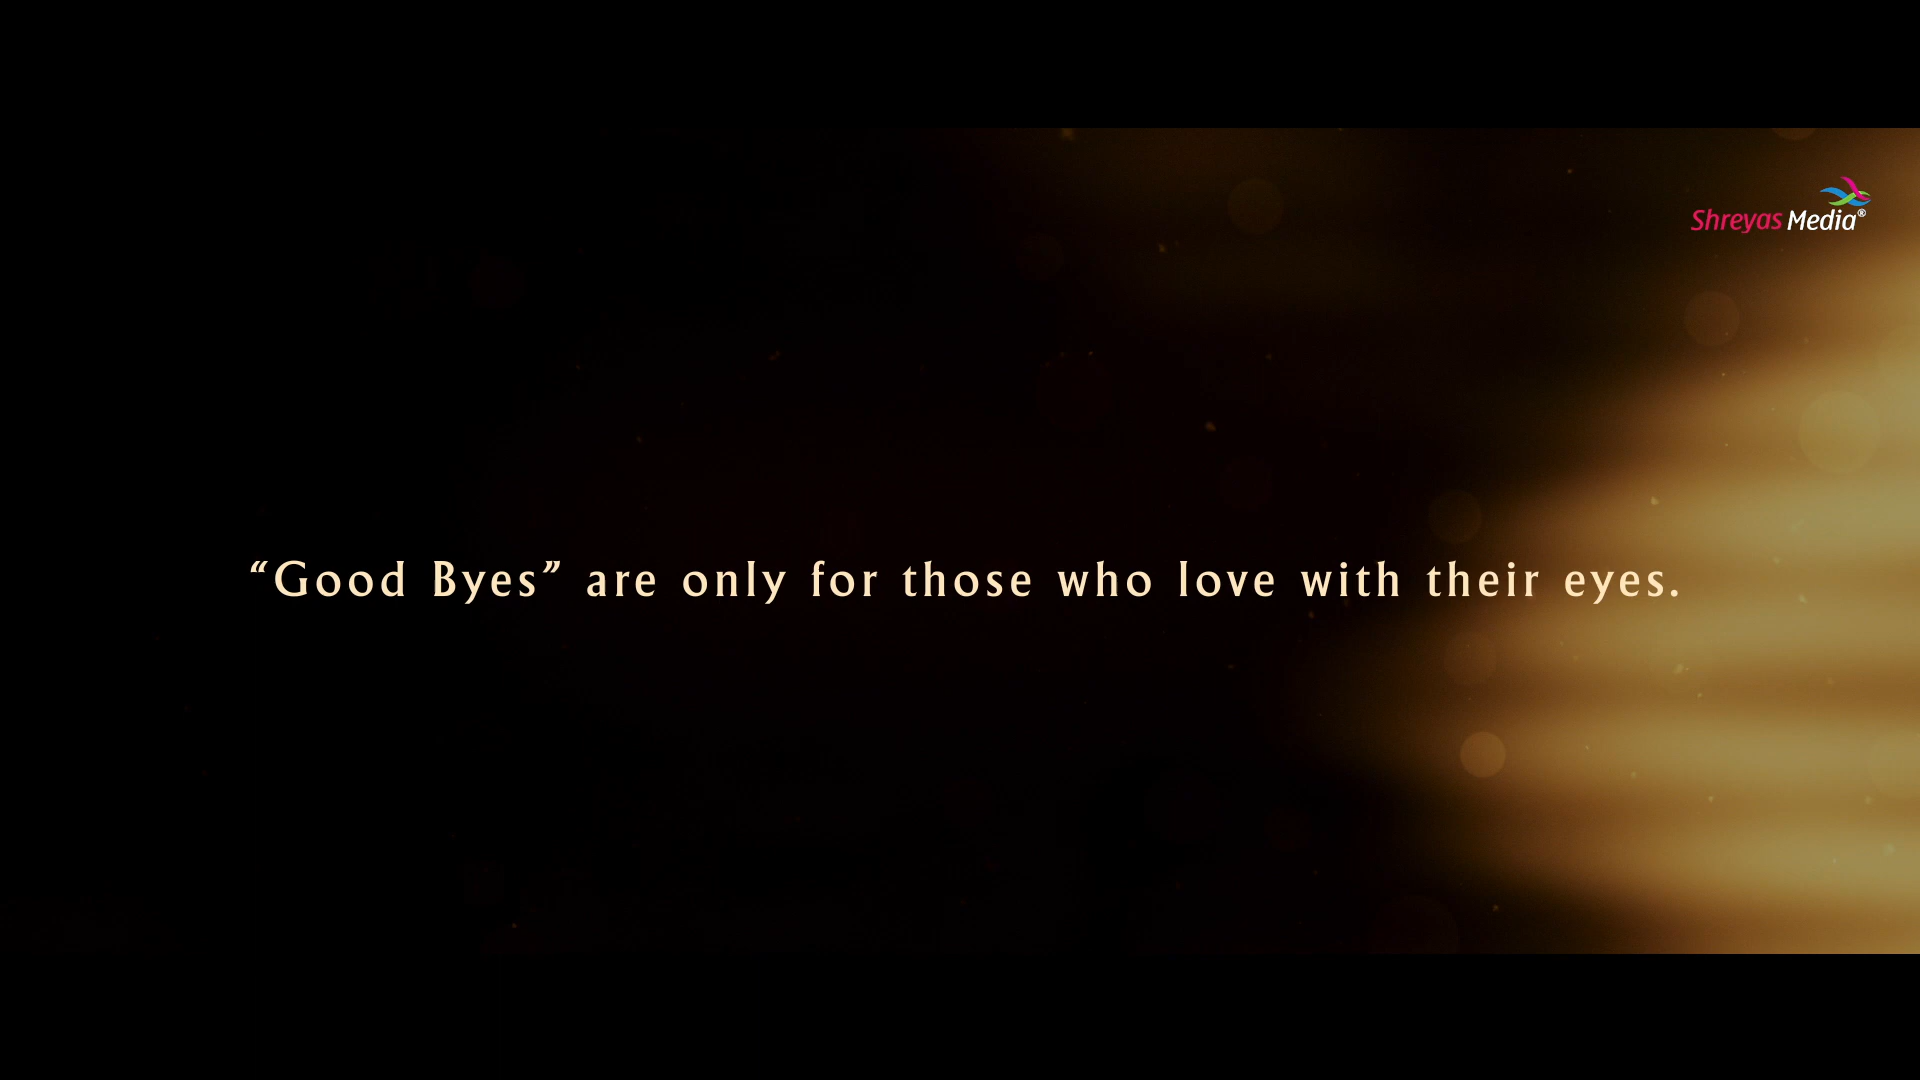 Shreyas Media®
“Good Byes” are only for those who love with their eyes.